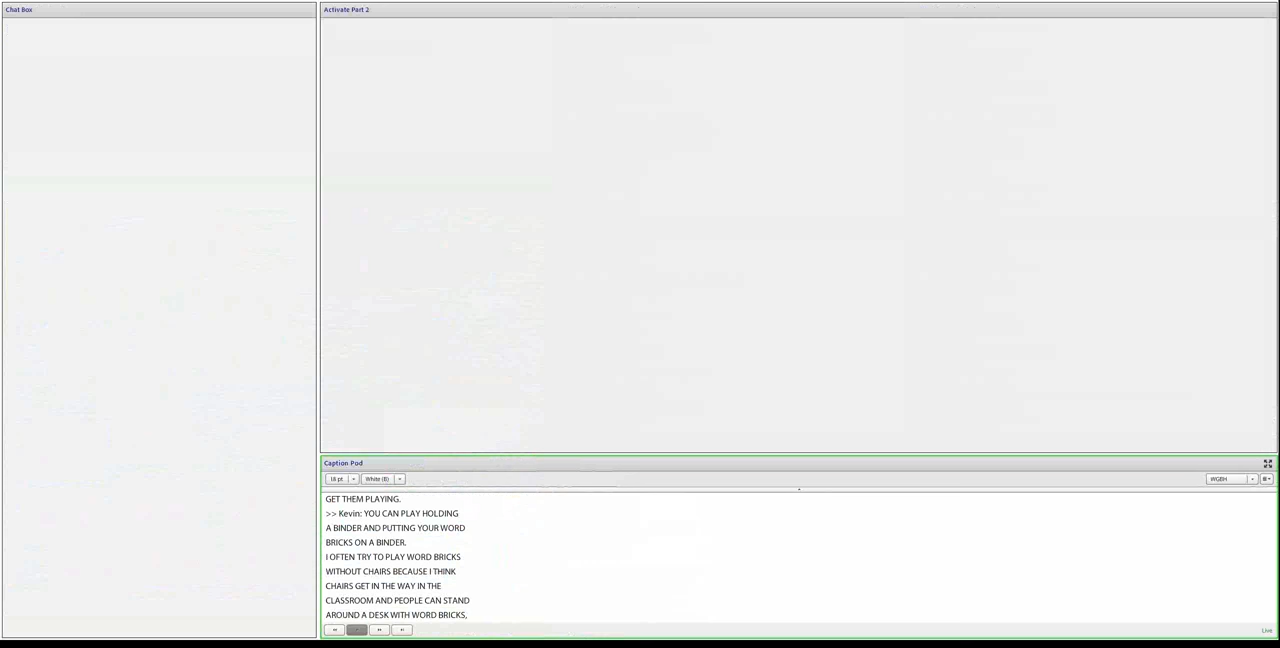 Chat Box
Activate Part 2
Caption Pod
18 pt
White (B)
WGBH
GET THEM PLAYING.
>> Kevin: YOU CAN PLAY HOLDING
A BINDER AND PUTTING YOUR WORD
BRICKS ON A BINDER.
I OFTEN TRY TO PLAY WORD BRICKS
WITHOUT CHAIRS BECAUSE I THINK
CHAIRS GET IN THE WAY IN THE
CLASSROOM AND PEOPLE CAN STAND
AROUND A DESK WITH WORD BRICKS,
Live